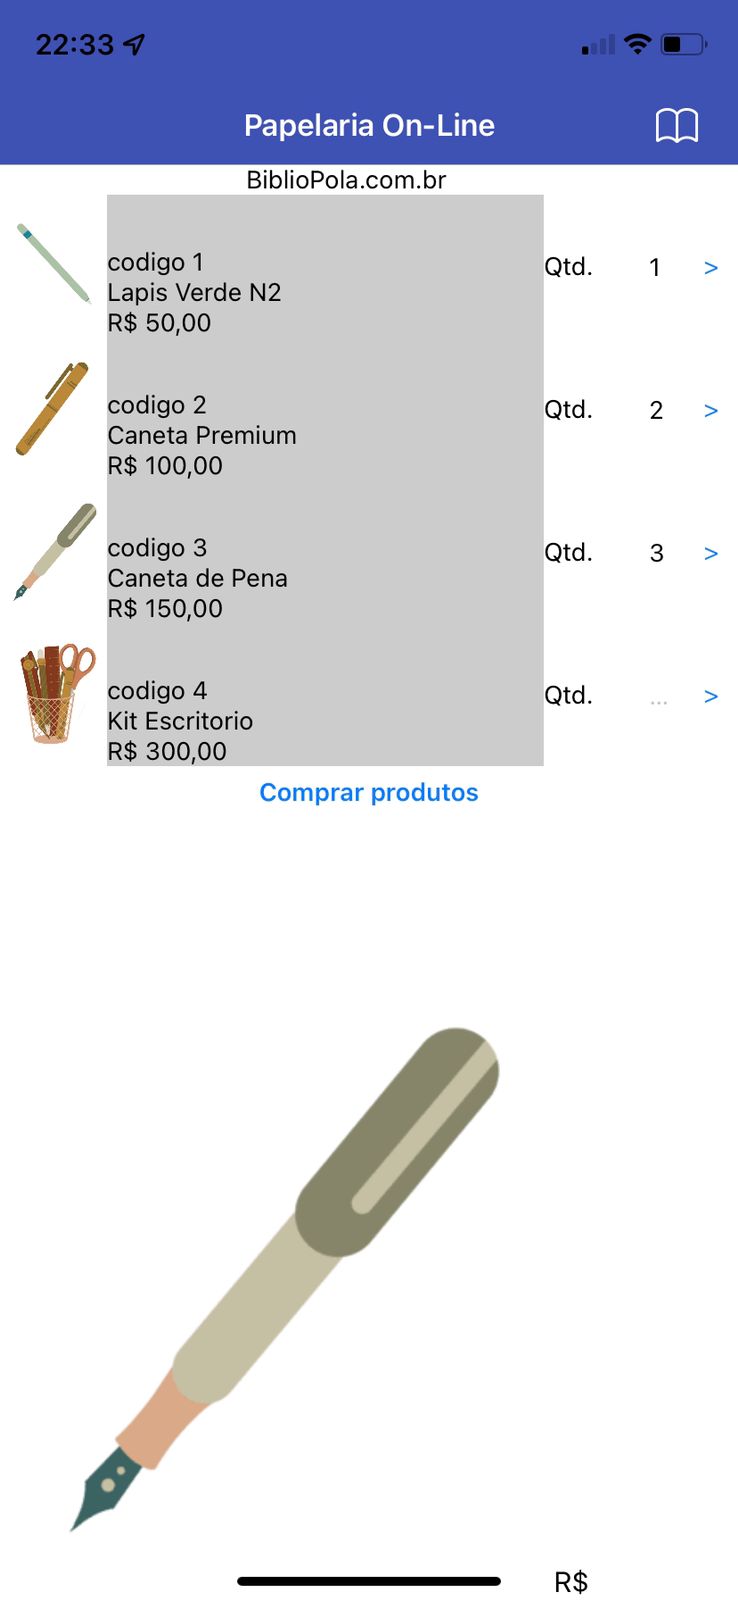 22:33
Papelaria On-Line
BiblioPola.com.br
codigo 1
Lapis Verde N2
R$ 50,00
Qtd. 1 >
codigo 2
Caneta Premium
R$ 100,00
Qtd. 2 >
codigo 3
Caneta de Pena
R$ 150,00
Qtd. 3 >
codigo 4
Kit Escritorio
R$ 300,00
Qtd. ... >
Comprar produtos
R$